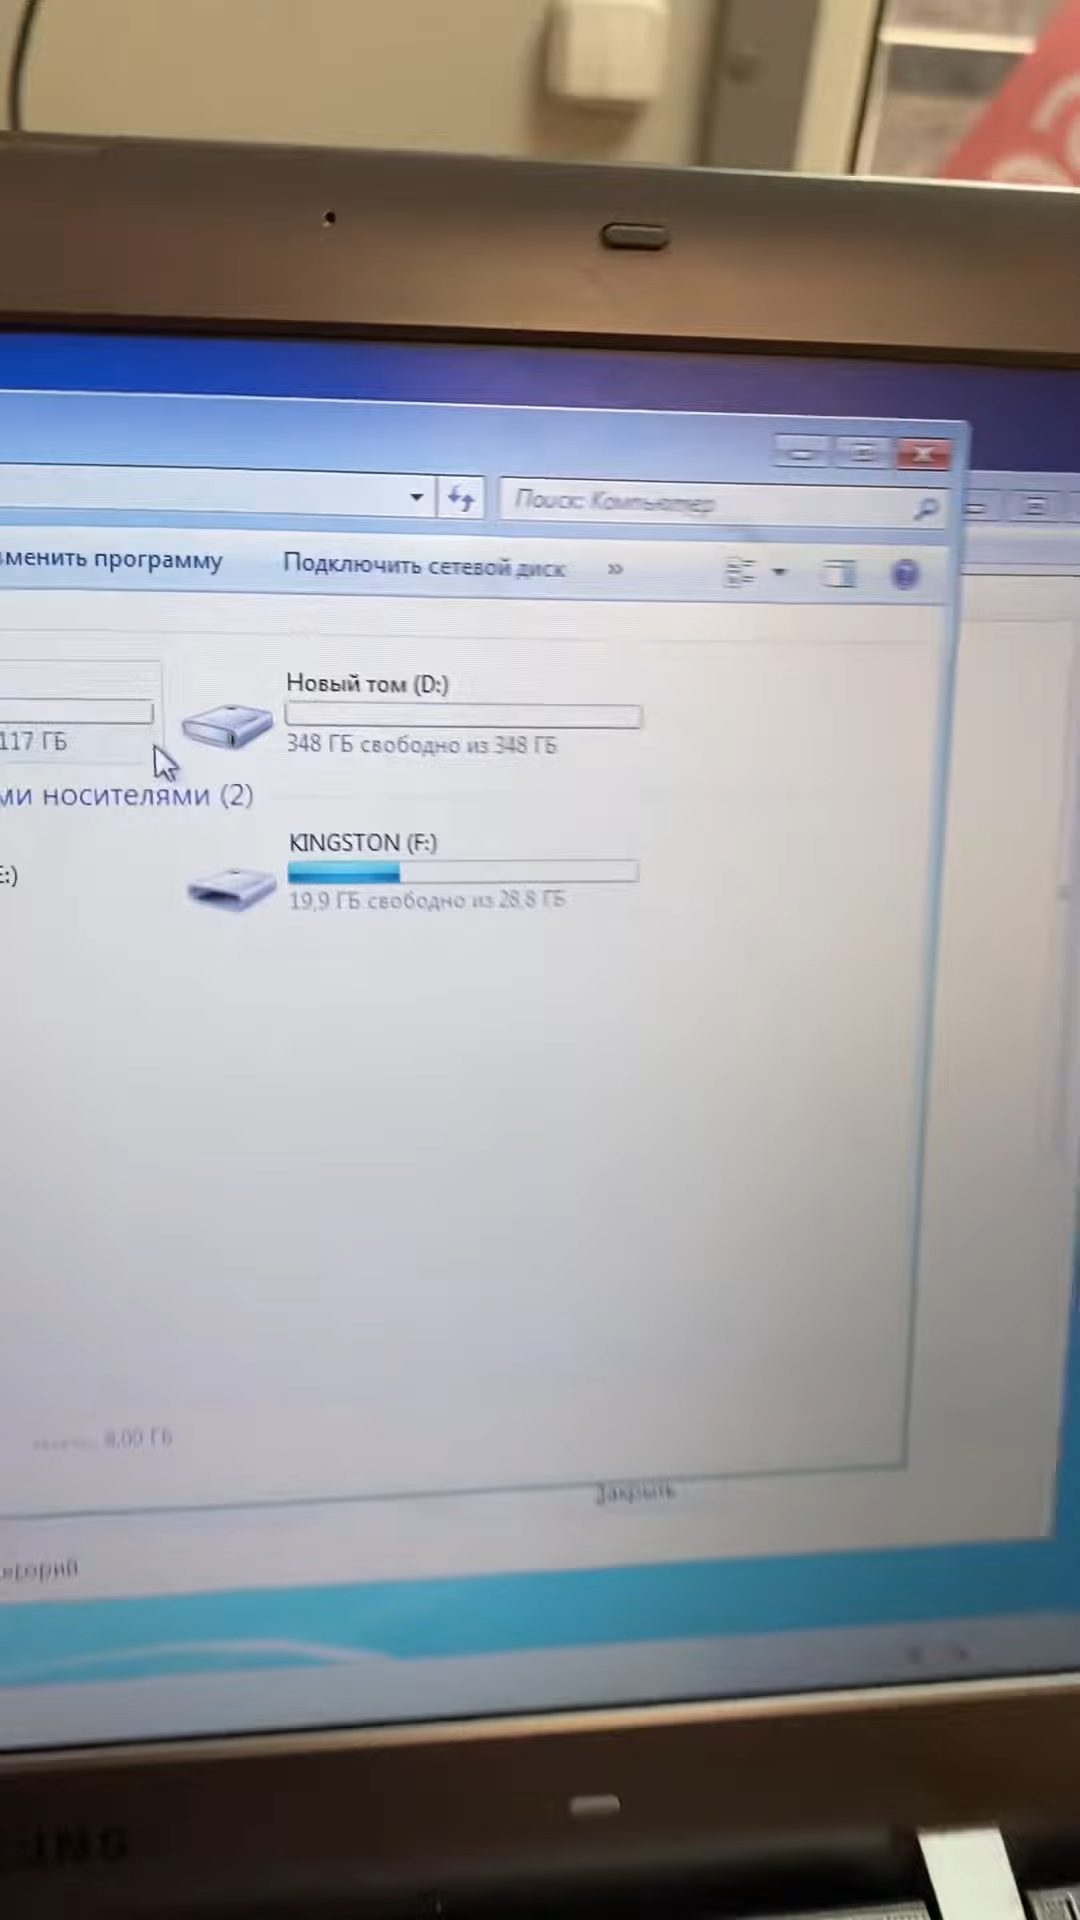 Поиск: Компьютер
менить программу Подключить сетевой диск »
Новый том (D:)
117 ГБ 348 ГБ свободно из 348 ГБ
ми носителями (2)
KINGSTON (F:)
E:) 19,9 ГБ свободно из 28,8 ГБ
8,00 ГБ
Закрыть
егорий